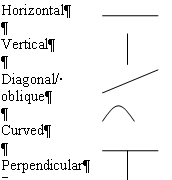 Horizontal¶
¶
Vertical¶
¶
Diagonal/·
oblique¶
¶
Curved¶
¶
Perpendicular¶